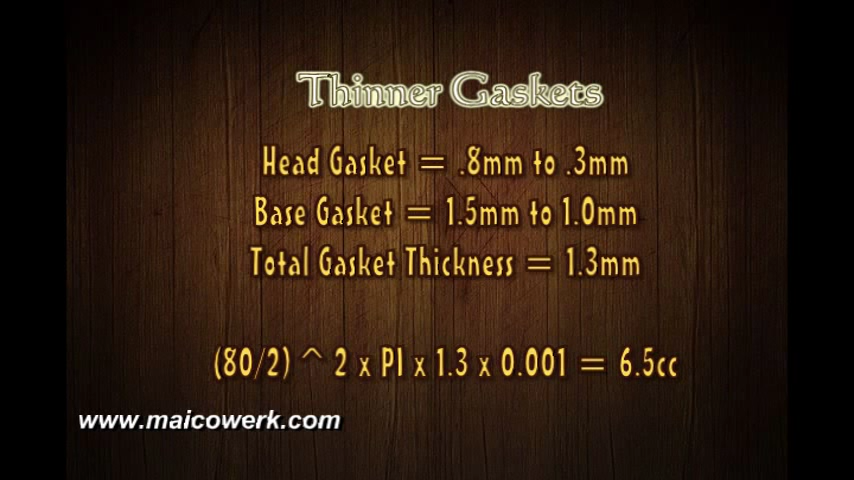 Thinner Gaskets
Head Gasket = .8mm to .3mm
Base Gasket = 1.5mm to 1.0mm
Total Gasket Thickness = 1.3mm
(80/2) ^ 2 x PI x 1.3 x 0.001 = 6.5cc
www.maicowerk.com